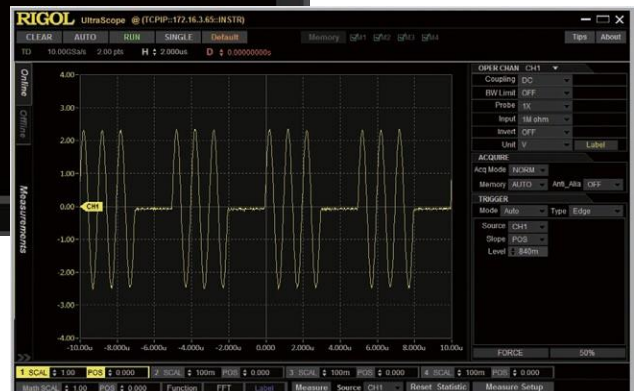 RIGOL UltraScope @ (TCPIP::172.16.3.65::INSTR)
CLEAR AUTO RUN SINGLE Default Memory M1 M2 M3 M4 Tips About
TD 10.00GSa/s 2.00 pts H 2.000us D 0.00000000s
Online
Offline
Measurements
4.00
3.00
2.00
1.00
0.00
-1.00
-2.00
-3.00
-4.00
CH1
-10.000u -8.000u -6.000u -4.000u -2.000u 0.000 2.000u 4.000u 6.000u 8.000u 10.000u
OPER CHAN CH1
Coupling DC
BW Limit OFF
Probe 1X
Input 1M ohm
Invert OFF
Unit V Label
ACQUIRE
Acq Mode NORM
Memory AUTO Anti_Alia OFF
TRIGGER
Mode Auto Type Edge
Source CH1
Slope POS
Level 840m
FORCE 50%
1 SCAL 1.00 POS 0.000 2 SCAL 100m POS 0.000 3 SCAL 100m POS 0.000 4 SCAL 100m POS 0.000
Math SCAL 1.00 POS 0.000 Function FFT Label Measure Source CH1 Reset Statistic Measure Setup